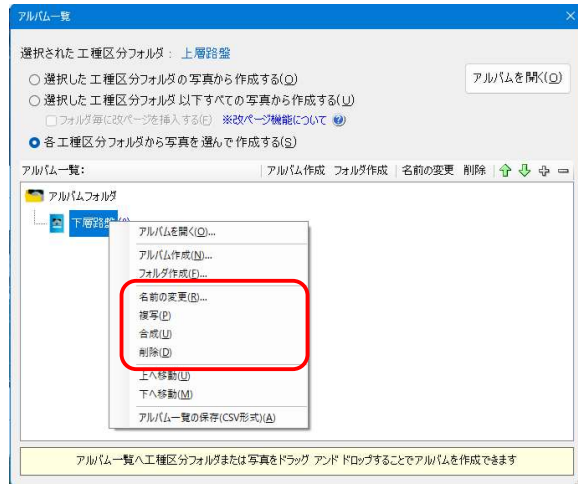 アルバム一覧
選択された工種区分フォルダ： 上層路盤
選択した工種区分フォルダの写真から作成する(O)
アルバムを開く(O)
選択した工種区分フォルダ以下すべての写真から作成する(U)
フォルダ毎に改ページを挿入する(F) ※改ページ機能について
各工種区分フォルダから写真を選んで作成する(S)
アルバム一覧： アルバム作成 フォルダ作成 名前の変更 削除
アルバムフォルダ
下層路盤
アルバムを開く(O)...
アルバム作成(N)...
フォルダ作成(F)...
名前の変更(R)...
複写(P)
合成(U)
削除(D)
上へ移動(U)
下へ移動(M)
アルバム一覧の保存(CSV形式)(A)
アルバム一覧へ工種区分フォルダまたは写真をドラッグ アンド ドロップすることでアルバムを作成できます